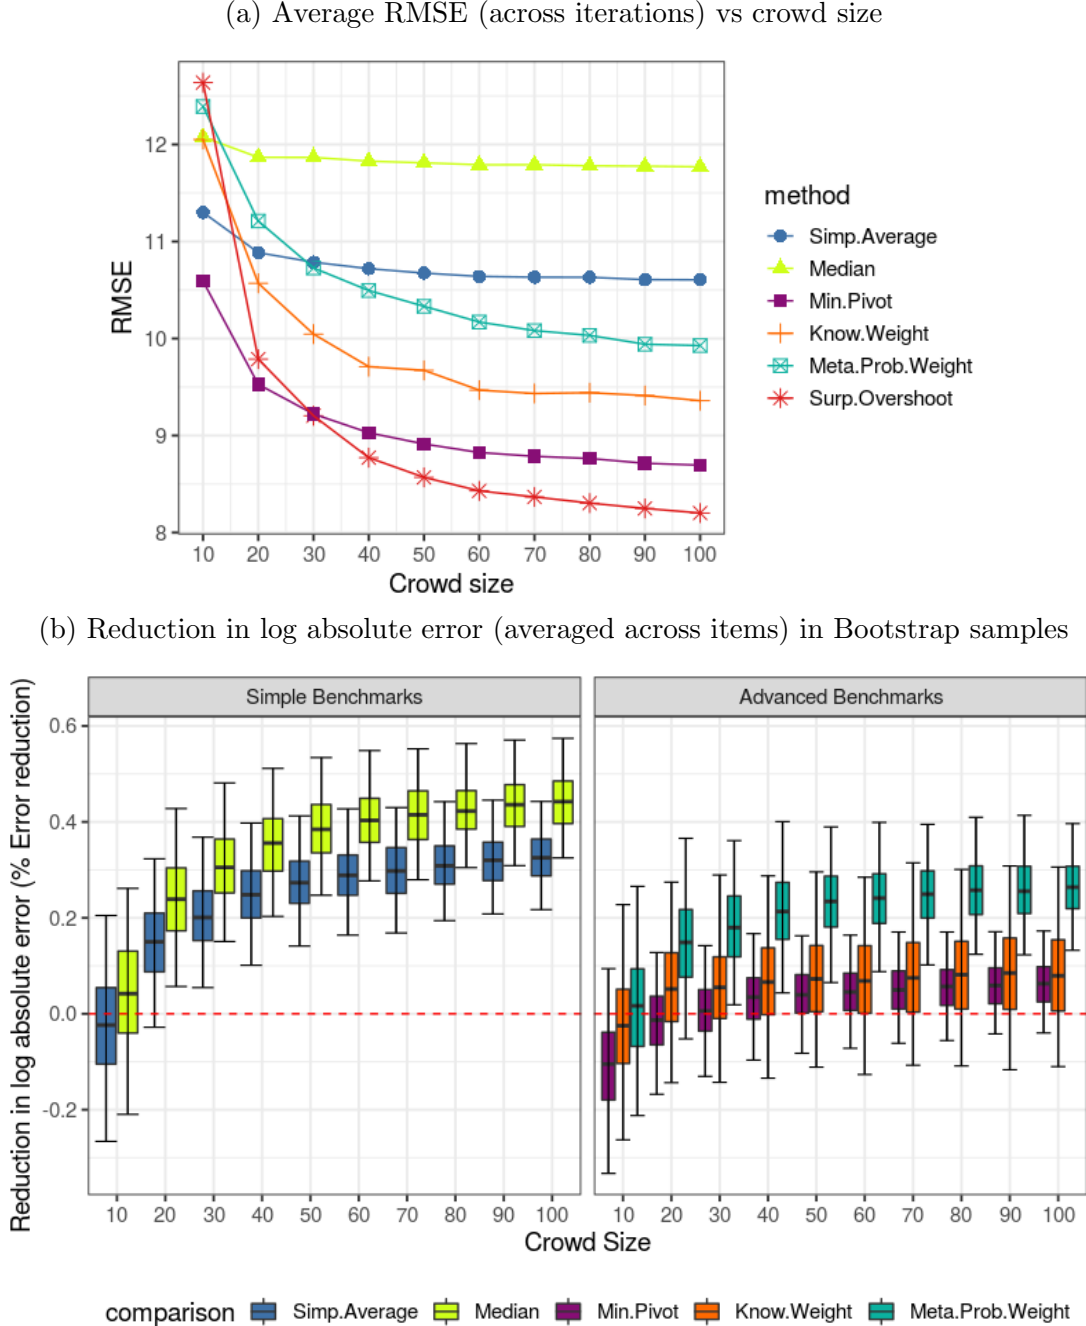 (a) Average RMSE (across iterations) vs crowd size
12
11
10
9
8
RMSE
10 20 30 40 50 60 70 80 90 100
Crowd size
method
Simp.Average
Median
Min.Pivot
Know.Weight
Meta.Prob.Weight
Surp.Overshoot
(b) Reduction in log absolute error (averaged across items) in Bootstrap samples
Simple Benchmarks
Advanced Benchmarks
Reduction in log absolute error (% Error reduction)
0.6
0.4
0.2
0.0
-0.2
10 20 30 40 50 60 70 80 90 100
10 20 30 40 50 60 70 80 90 100
Crowd Size
comparison Simp.Average Median Min.Pivot Know.Weight Meta.Prob.Weight